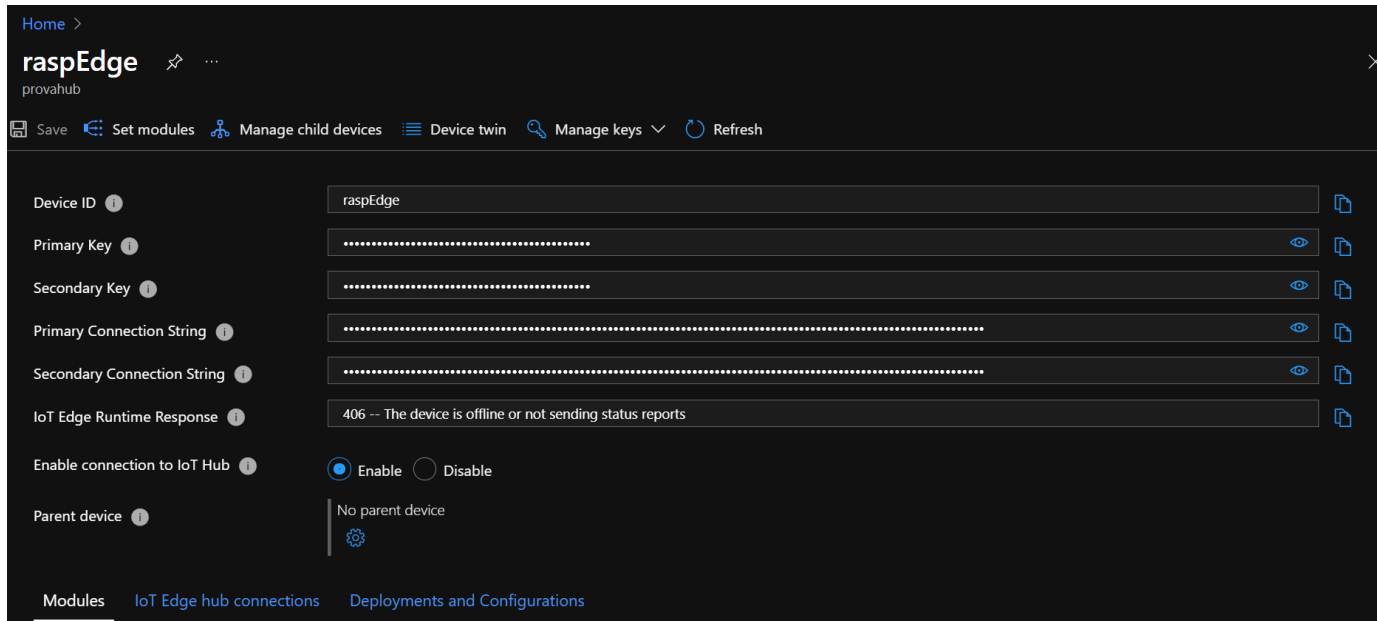 Home >
raspEdge ...
provahub
Save Set modules Manage child devices Device twin Manage keys Refresh
Device ID raspEdge
Primary Key ••••••••••••••••••••••••••••••••••••••••••••
Secondary Key ••••••••••••••••••••••••••••••••••••••••••••
Primary Connection String ••••••••••••••••••••••••••••••••••••••••••••••••••••••••••••••••••••••••••••••••••••••••••••••••••••••••••••••••••
Secondary Connection String ••••••••••••••••••••••••••••••••••••••••••••••••••••••••••••••••••••••••••••••••••••••••••••••••••••••••••••••••••
IoT Edge Runtime Response 406 -- The device is offline or not sending status reports
Enable connection to IoT Hub Enable Disable
Parent device No parent device
Modules IoT Edge hub connections Deployments and Configurations